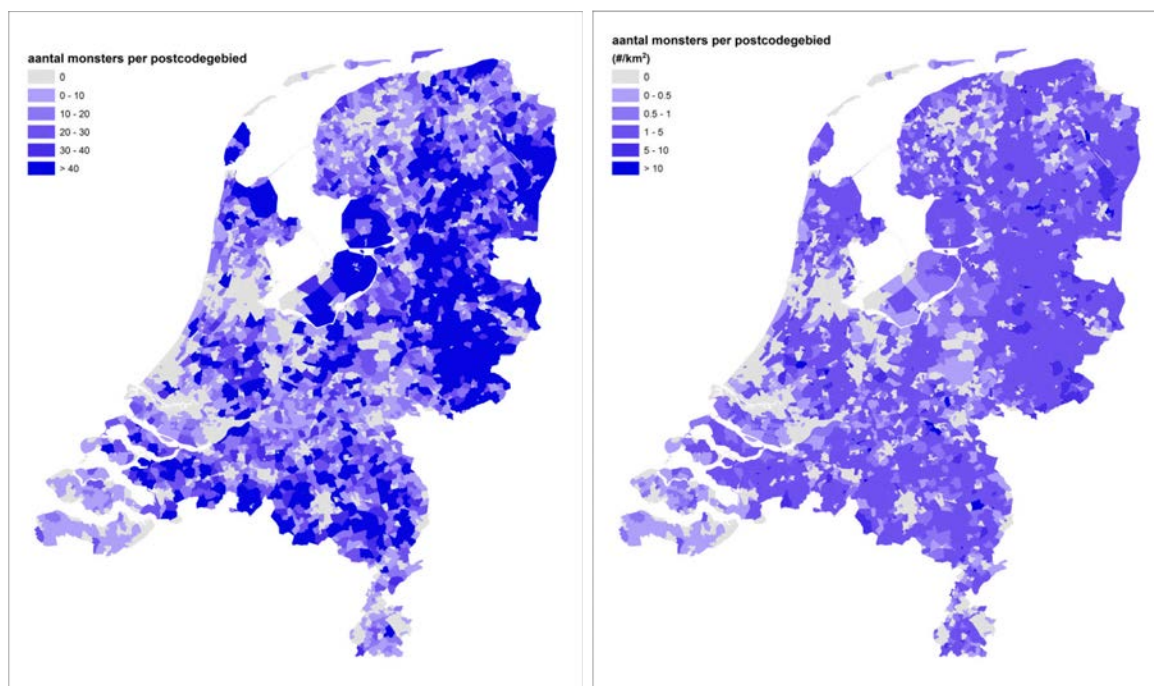 aantal monsters per postcodegebied
0
0 - 10
10 - 20
20 - 30
30 - 40
> 40
aantal monsters per postcodegebied
(#/km²)
0
0 - 0.5
0.5 - 1
1 - 5
5 - 10
> 10